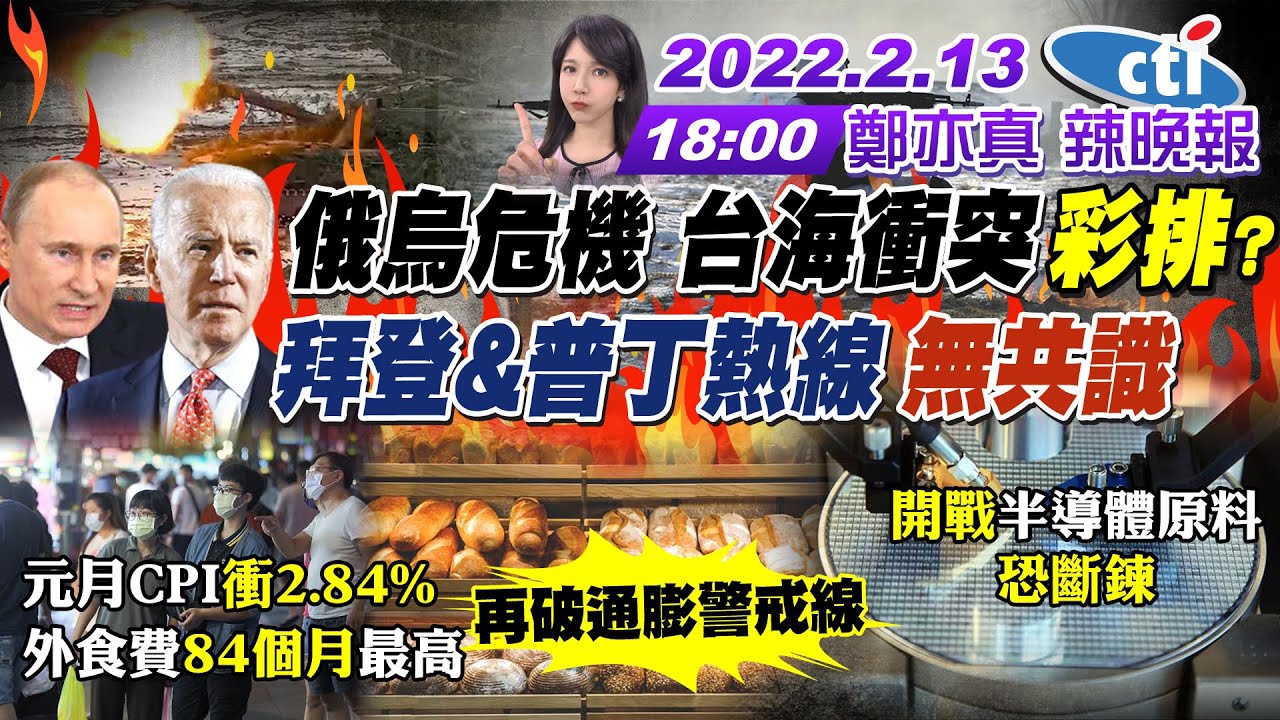 2022.2.13
cti
18:00 鄭亦真 辣晚報
俄烏危機 台海衝突彩排?
拜登&普丁熱線 無共識
開戰半導體原料
恐斷鍊
元月CPI衝2.84%
外食費84個月最高
再破通膨警戒線